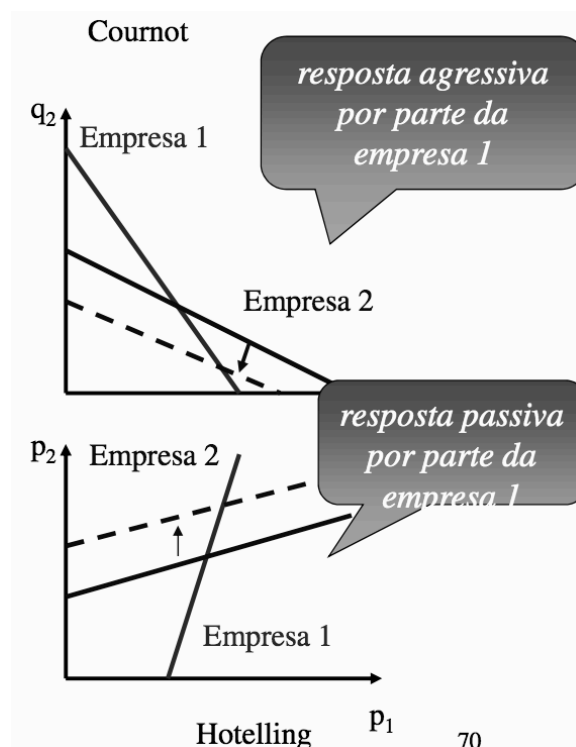 Cournot
resposta agressiva
por parte da
empresa 1
q2
Empresa 1
Empresa 2
resposta passiva
por parte da
empresa 1
p2
Empresa 2
Empresa 1
p1
Hotelling
70